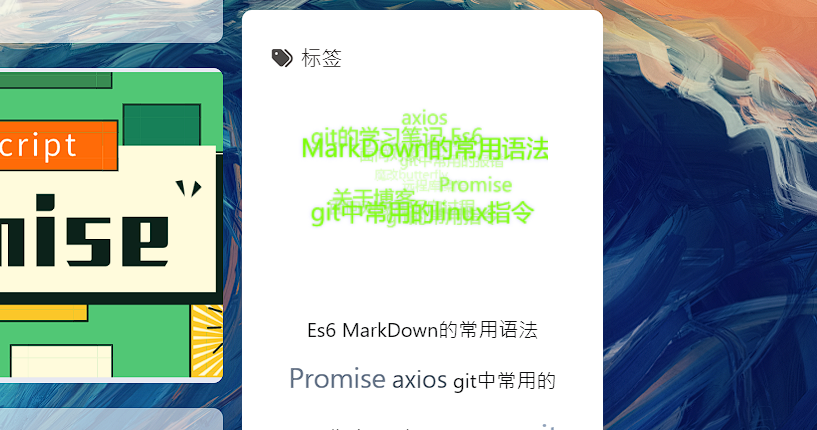 标签
script
mise
axios
git的学习笔记 Es6
MarkDown的常用语法
Promise
关于博客
git中常用的linux指令
Es6 MarkDown的常用语法
Promise axios git中常用的